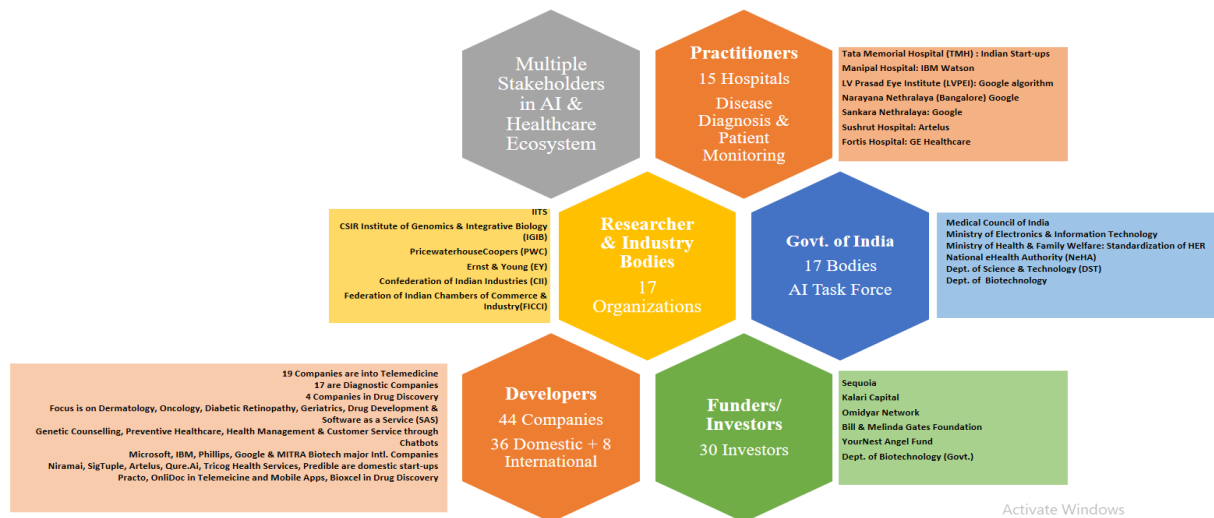 Multiple
Stakeholders
in AI &
Healthcare
Ecosystem
Practitioners
15 Hospitals
Disease
Diagnosis &
Patient
Monitoring
Tata Memorial Hospital (TMH) : Indian Start-ups
Manipal Hospital: IBM Watson
LV Prasad Eye Institute (LVPEI): Google algorithm
Narayana Nethralaya (Bangalore) Google
Sankara Nethralaya: Google
Sushrut Hospital: Artelus
Fortis Hospital: GE Healthcare
IITS
CSIR Institute of Genomics & Integrative Biology
(IGIB)
PricewaterhouseCoopers (PWC)
Ernst & Young (EY)
Confederation of Indian Industries (CII)
Federation of Indian Chambers of Commerce &
Industry(FICCI)
Researcher
& Industry
Bodies
17
Organizations
Govt. of India
17 Bodies
AI Task Force
Medical Council of India
Ministry of Electronics & Information Technology
Ministry of Health & Family Welfare: Standardization of HER
National eHealth Authority (NeHA)
Dept. of Science & Technology (DST)
Dept. of Biotechnology
19 Companies are into Telemedicine
17 are Diagnostic Companies
4 Companies in Drug Discovery
Focus is on Dermatology, Oncology, Diabetic Retinopathy, Geriatrics, Drug Development &
Software as a Service (SAS)
Genetic Counselling, Preventive Healthcare, Health Management & Customer Service through
Chatbots
Microsoft, IBM, Phillips, Google & MITRA Biotech major Intl. Companies
Niramai, SigTuple, Artelus, Qure.Ai, Tricog Health Services, Predible are domestic start-ups
Practo, OnliDoc in Telemeicine and Mobile Apps, Bioxcel in Drug Discovery
Developers
44 Companies
36 Domestic + 8
International
Funders/
Investors
30 Investors
Sequoia
Kalari Capital
Omidyar Network
Bill & Melinda Gates Foundation
YourNest Angel Fund
Dept. of Biotechnology (Govt.)
Activate Windows